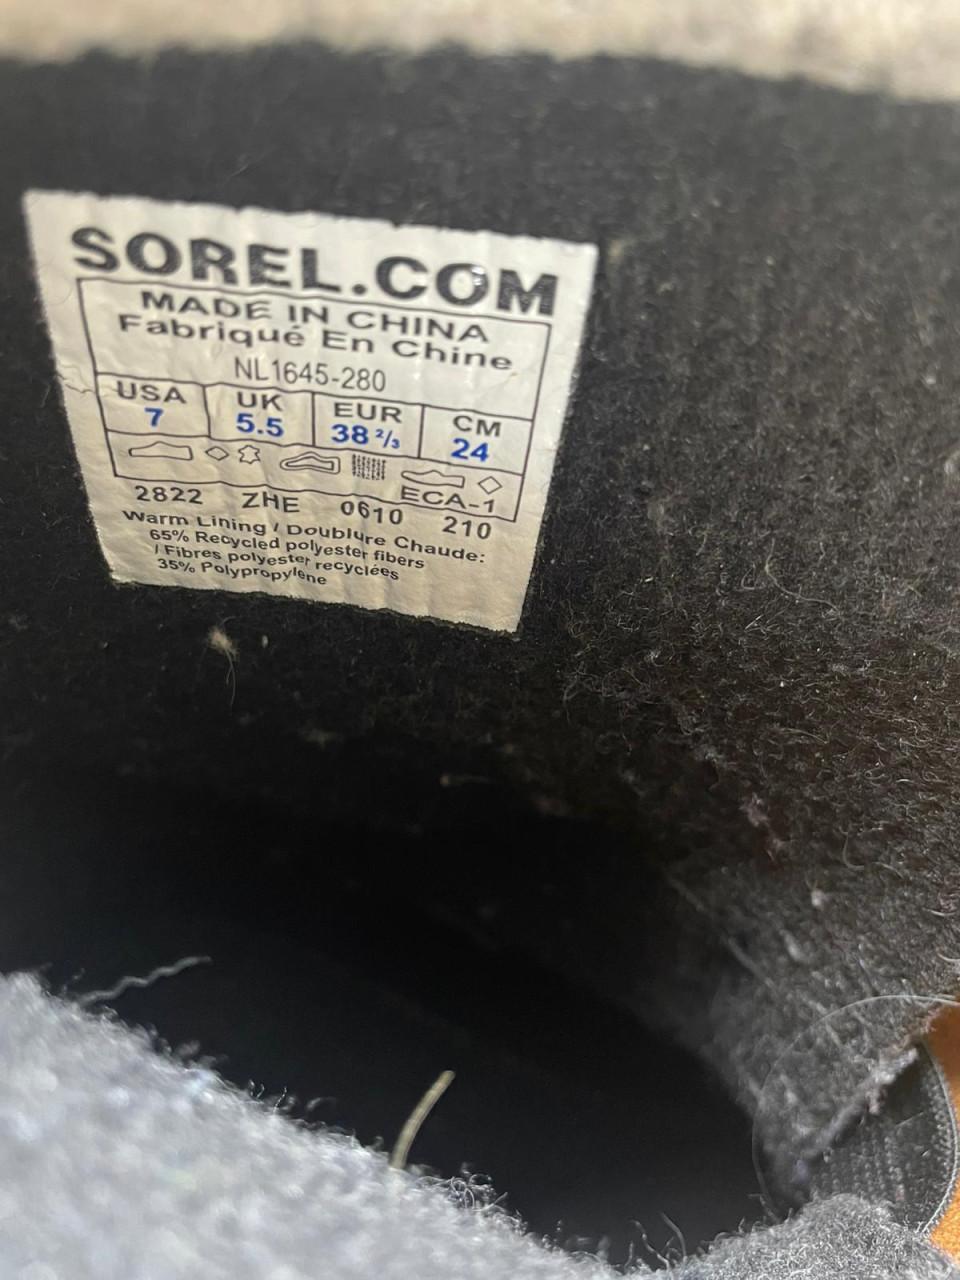 SOREL.COM
MADE IN CHINA
Fabriqué En Chine
NL1645-280
USA UK EUR CM
7 5.5 38 ²/₃ 24
ECA-1
2822 ZHE 0610 210
Warm Lining / Doublure Chaude:
65% Recycled polyester fibers
/ Fibres polyester recyclées
35% Polypropylene